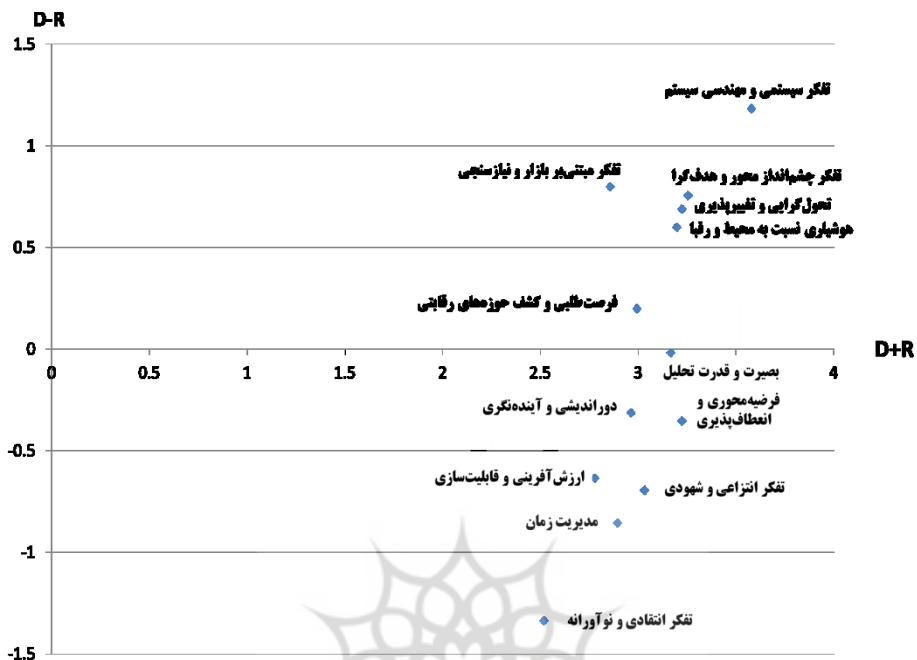 D-R
1.5
تفکر سیستمی و مهندسی سیستم
1
تفکر مبتنی‌بر بازار و نیازسنجی
تفکر چشم‌انداز محور و هدف‌گرا
تحول‌گرایی و تغییرپذیری
هوشیاری نسبت به محیط و رقبا
0.5
فرصت‌طلبی و کشف حوزه‌های رقابتی
0
D+R
0 0.5 1 1.5 2 2.5 3 3.5 4
بصیرت و قدرت تحلیل
فرضیه‌محوری و
انعطاف‌پذیری
دوراندیشی و آینده‌نگری
-0.5
ارزش‌آفرینی و قابلیت‌سازی
تفکر انتزاعی و شهودی
مدیریت زمان
-1
تفکر انتقادی و نوآورانه
-1.5